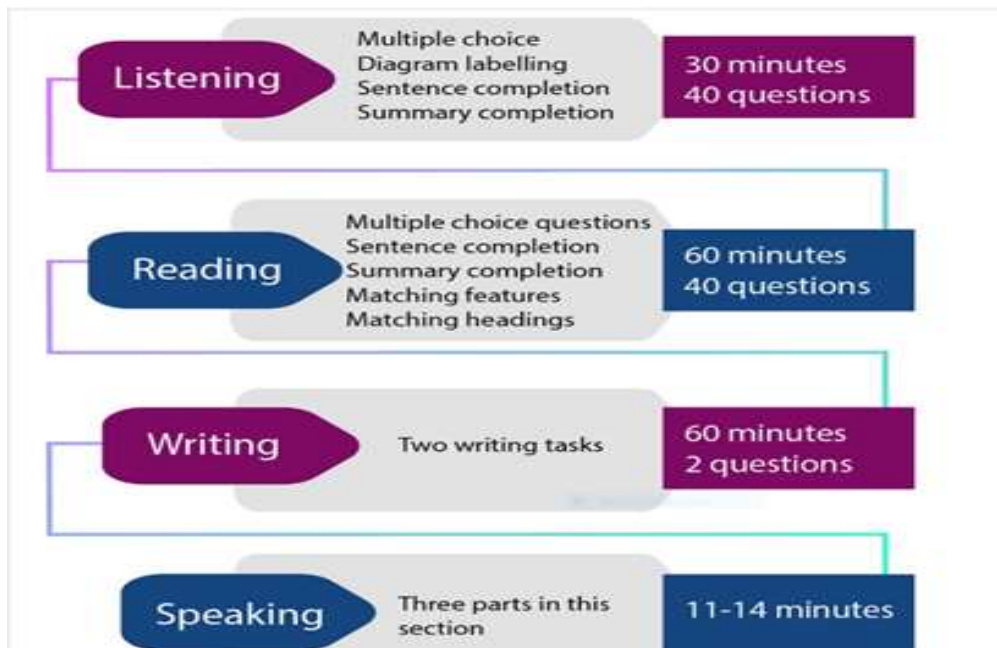 Listening
Multiple choice
Diagram labelling
Sentence completion
Summary completion
30 minutes
40 questions
Reading
Multiple choice questions
Sentence completion
Summary completion
Matching features
Matching headings
60 minutes
40 questions
Writing
Two writing tasks
60 minutes
2 questions
Speaking
Three parts in this
section
11-14 minutes